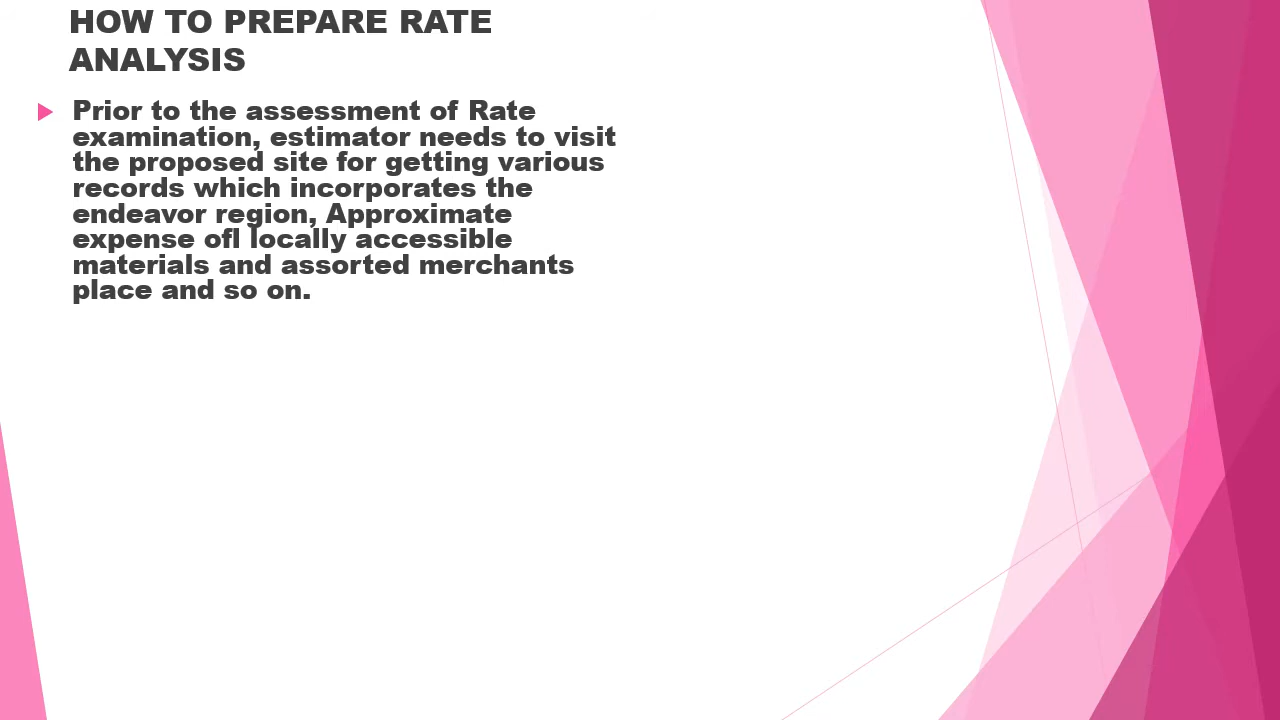 HOW TO PREPARE RATE
ANALYSIS
Prior to the assessment of Rate
examination, estimator needs to visit
the proposed site for getting various
records which incorporates the
endeavor region, Approximate
expense ofl locally accessible
materials and assorted merchants
place and so on.